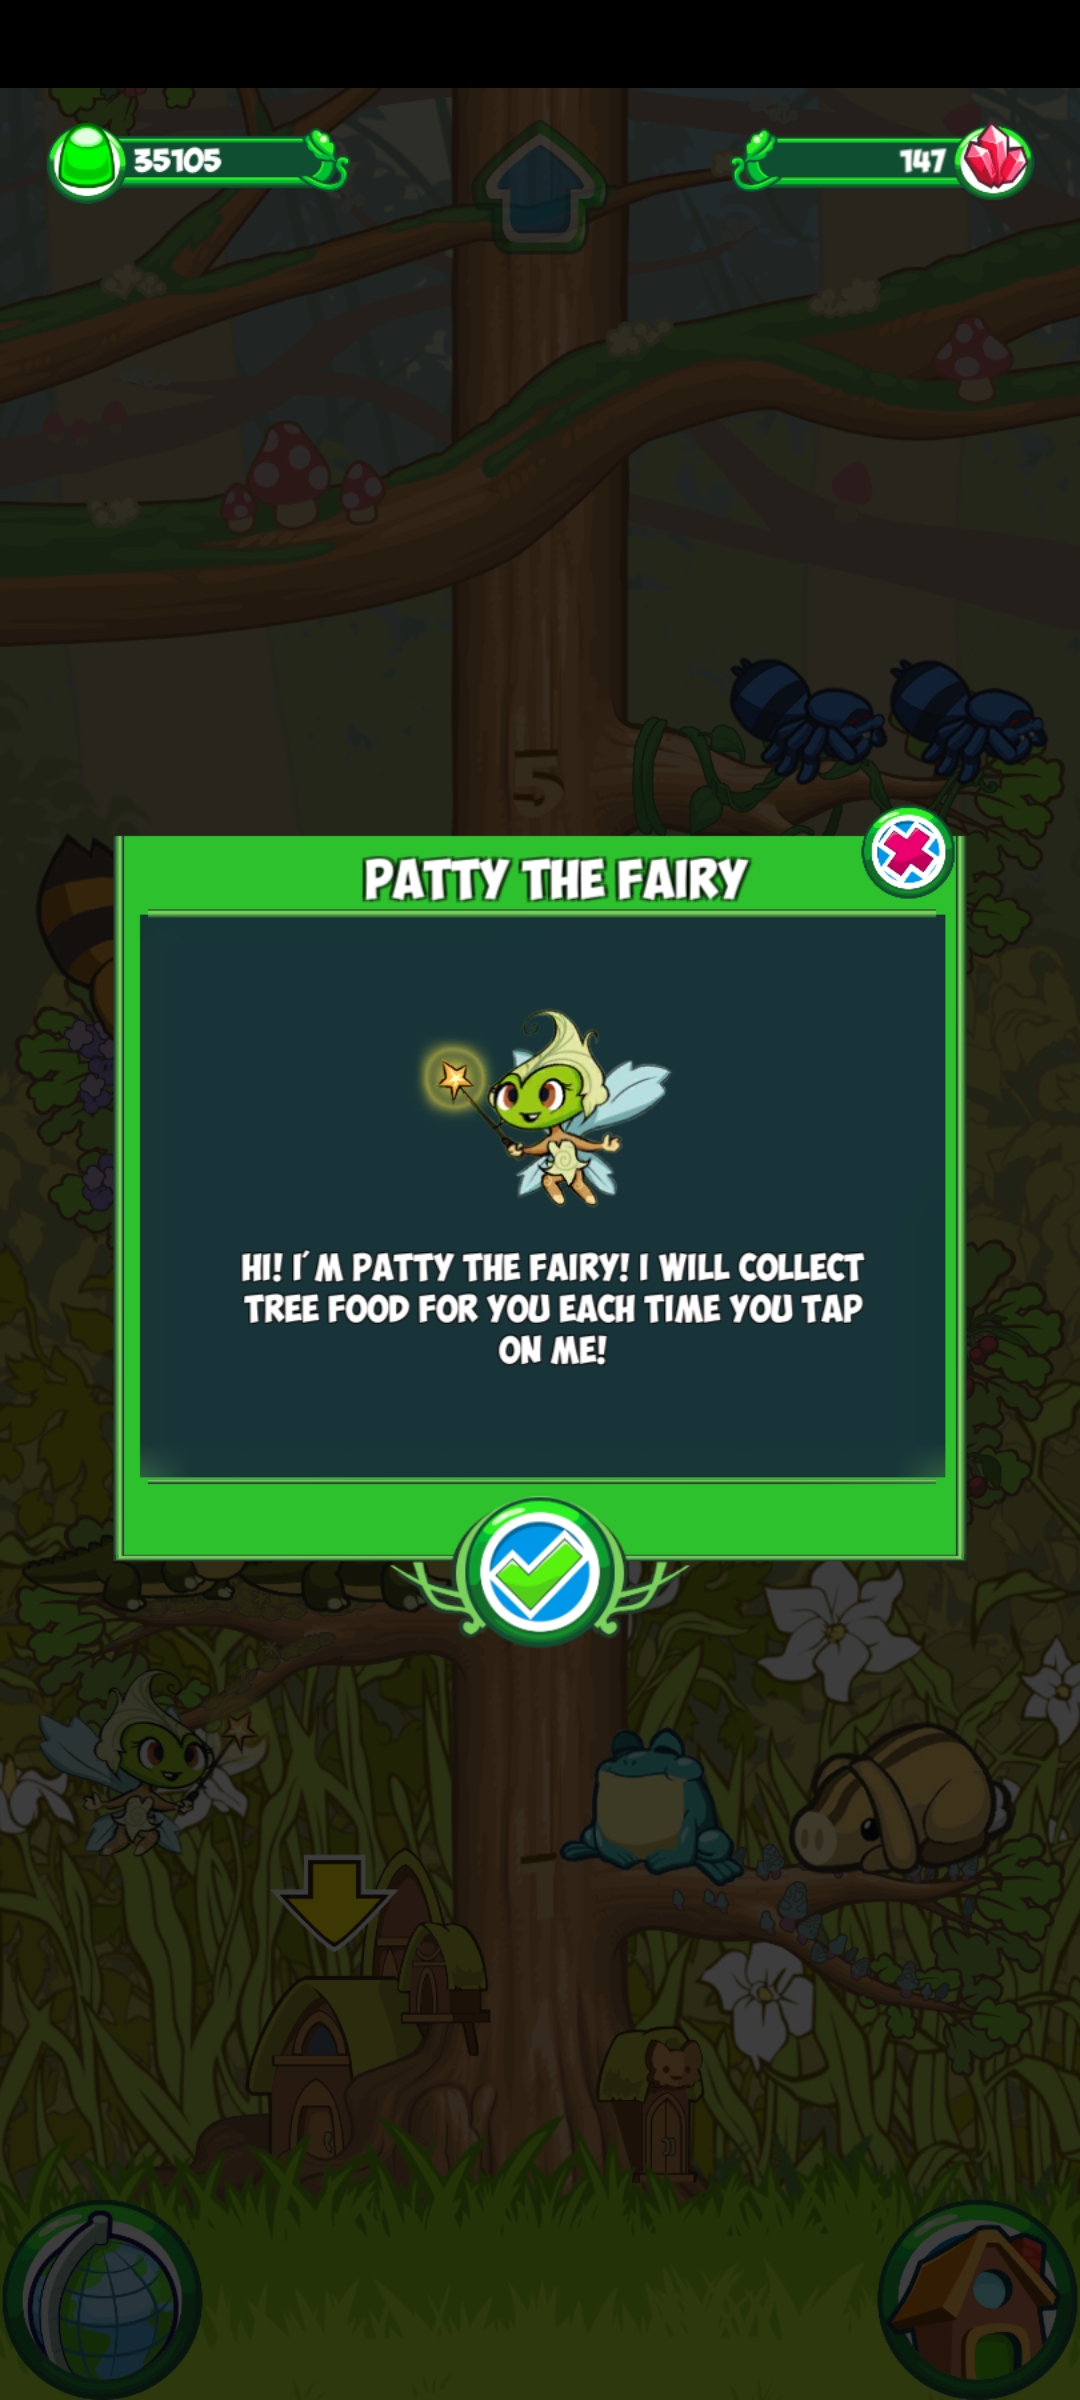 35105
147
5
PATTY THE FAIRY
HI! I´M PATTY THE FAIRY! I WILL COLLECT
TREE FOOD FOR YOU EACH TIME YOU TAP
ON ME!
1